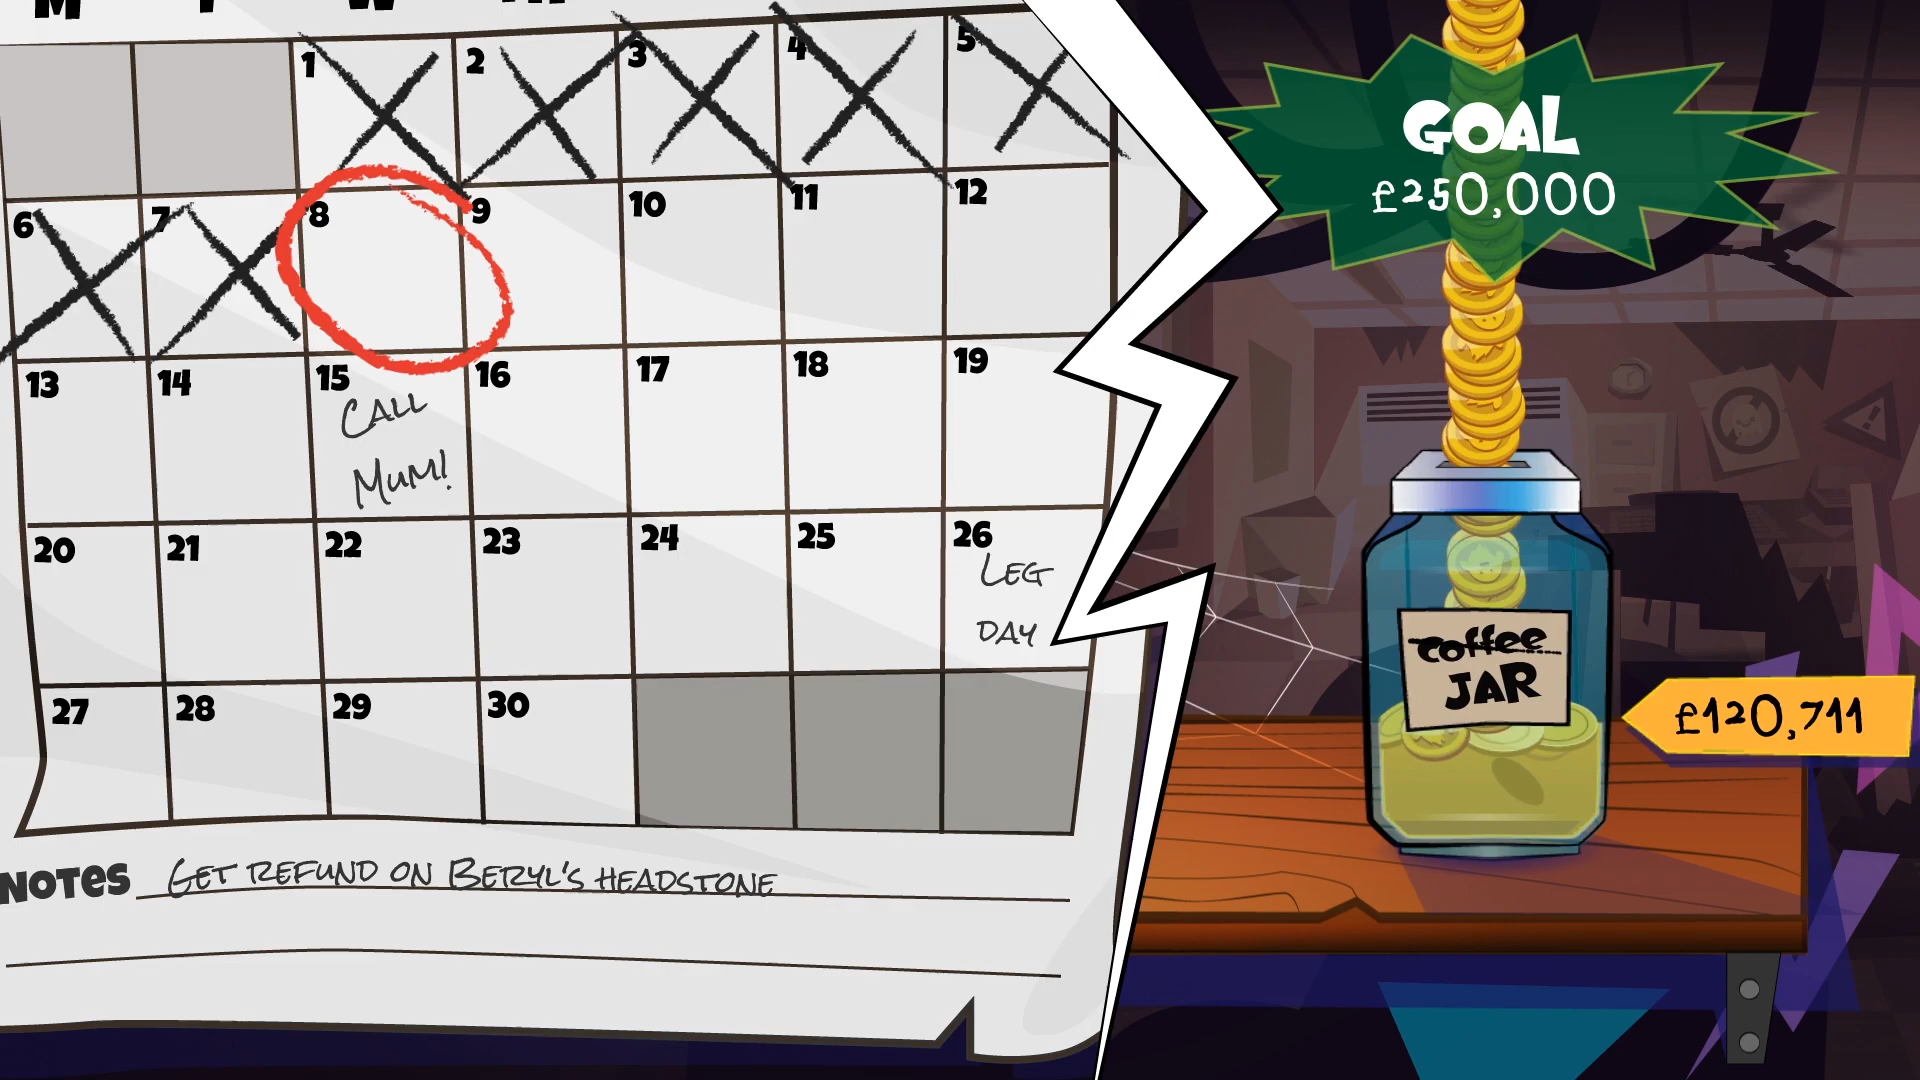 M T W
1 2 3 4 5
6 7 8 9 10 11 12
13 14 15 16 17 18 19
CALL
MUM!
20 21 22 23 24 25 26
LEG
DAY
27 28 29 30
NOTES GET REFUND ON BERYL'S HEADSTONE
GOAL
£250,000
coffee
JAR
£120,711